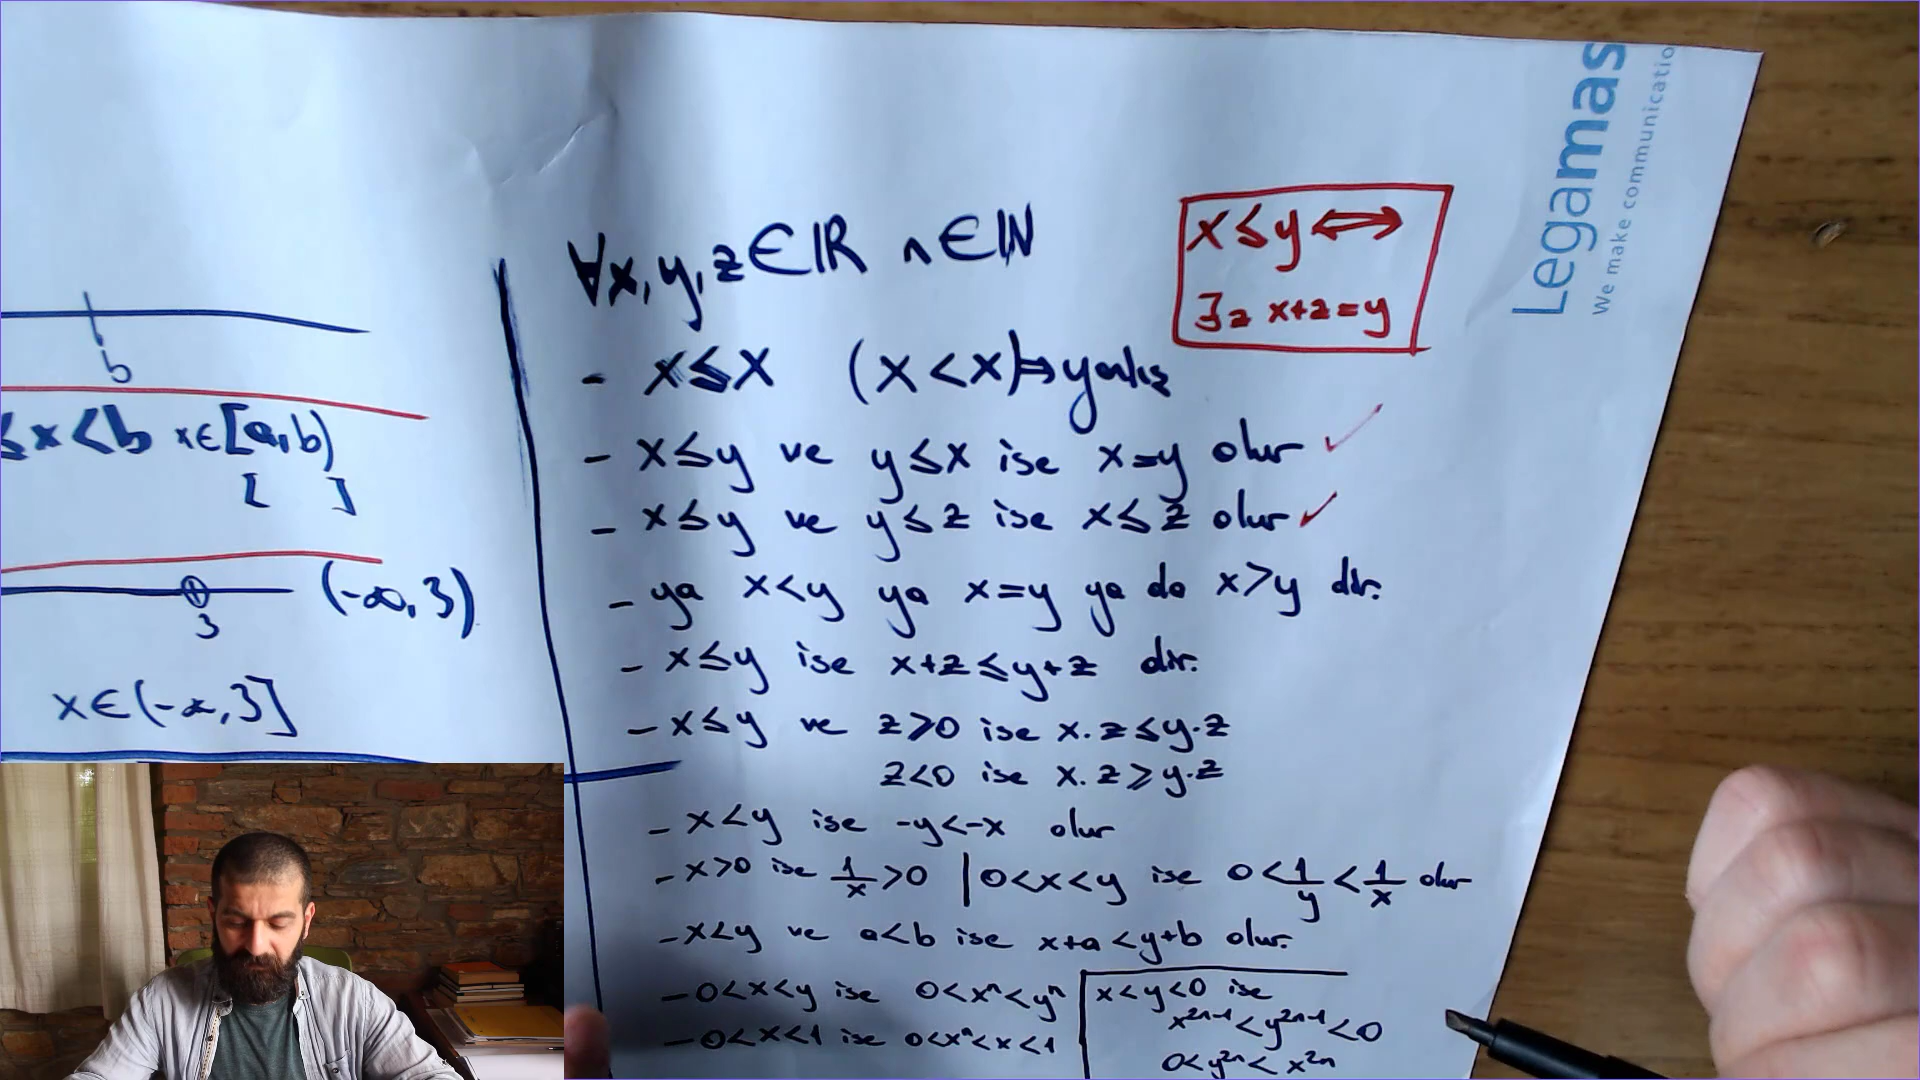 b
≤x<b x∈[a,b)
[ ]
3
(-∞,3)
x∈(-∞,3]
∀x,y,z∈ℝ n∈ℕ
x≤y⟺
∃z x+z=y
- x≤x (x<x)⇒yanlış
- x≤y ve y≤x ise x=y olur ✓
- x≤y ve y≤z ise x≤z olur ✓
- ya x<y ya x=y ya da x>y dir.
- x≤y ise x+z≤y+z dir.
- x≤y ve z>0 ise x.z≤y.z
z<0 ise x.z≥y.z
- x<y ise -y<-x olur
- x>0 ise 1/x>0 | 0<x<y ise 0<1/y<1/x olur
- x<y ve a<b ise x+a<y+b olur.
- 0<x<y ise 0<xⁿ<yⁿ
- 0<x<1 ise 0<xⁿ<x<1
x<y<0 ise
x²ⁿ⁻¹<y²ⁿ⁻¹<0
0<y²ⁿ<x²ⁿ
Legamas
We make communicatio